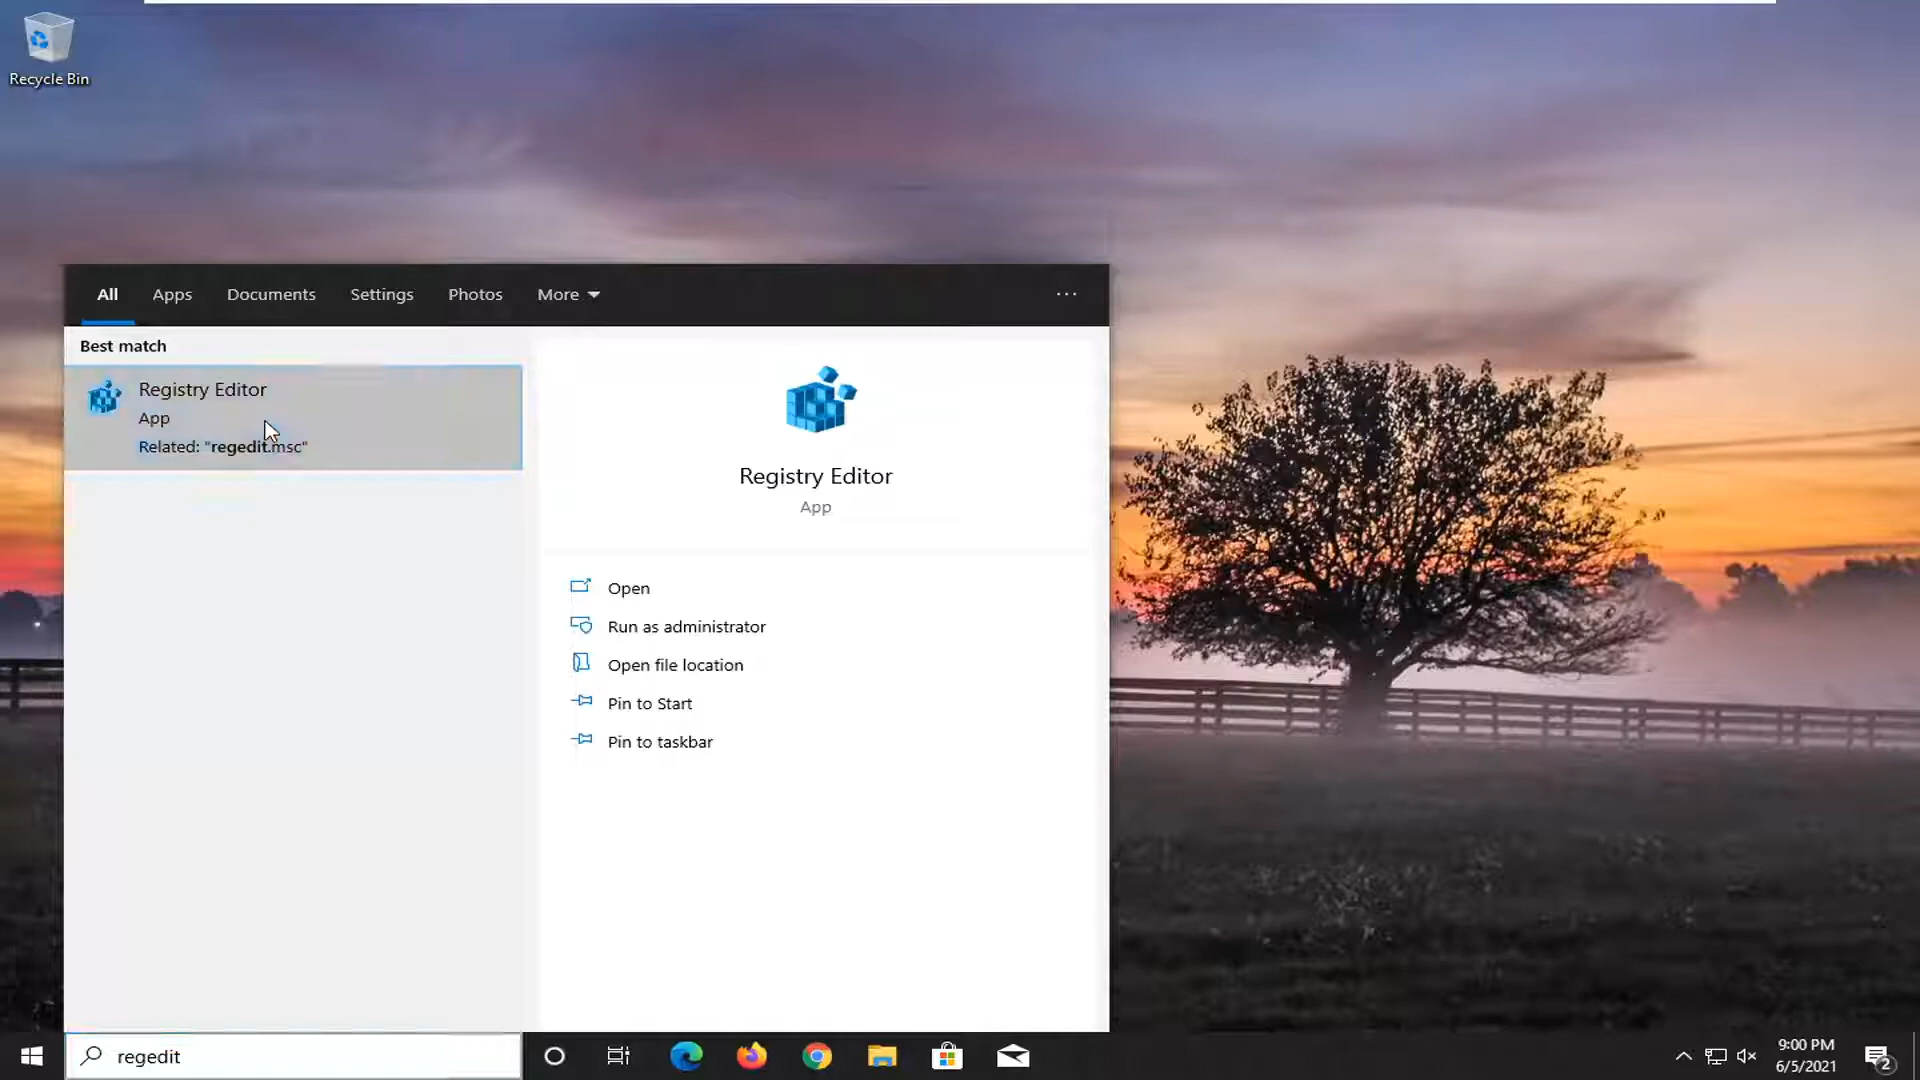 Recycle Bin
All Apps Documents Settings Photos More ...
Best match
Registry Editor
App
Related: "regedit.msc"
Registry Editor
App
Open
Run as administrator
Open file location
Pin to Start
Pin to taskbar
regedit
9:00 PM
6/5/2021
2